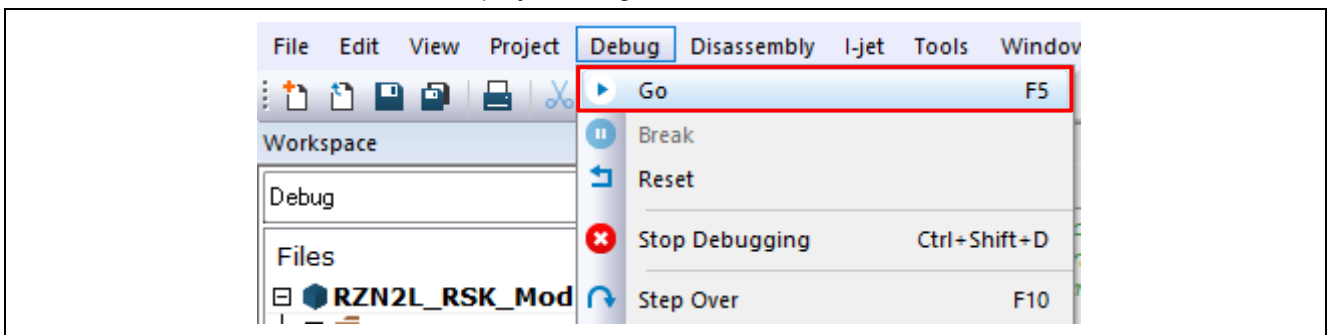 File Edit View Project Debug Disassembly I-jet Tools Window
Go F5
Workspace Break
Reset
Debug
Stop Debugging Ctrl+Shift+D
Files
RZN2L_RSK_Mod Step Over F10